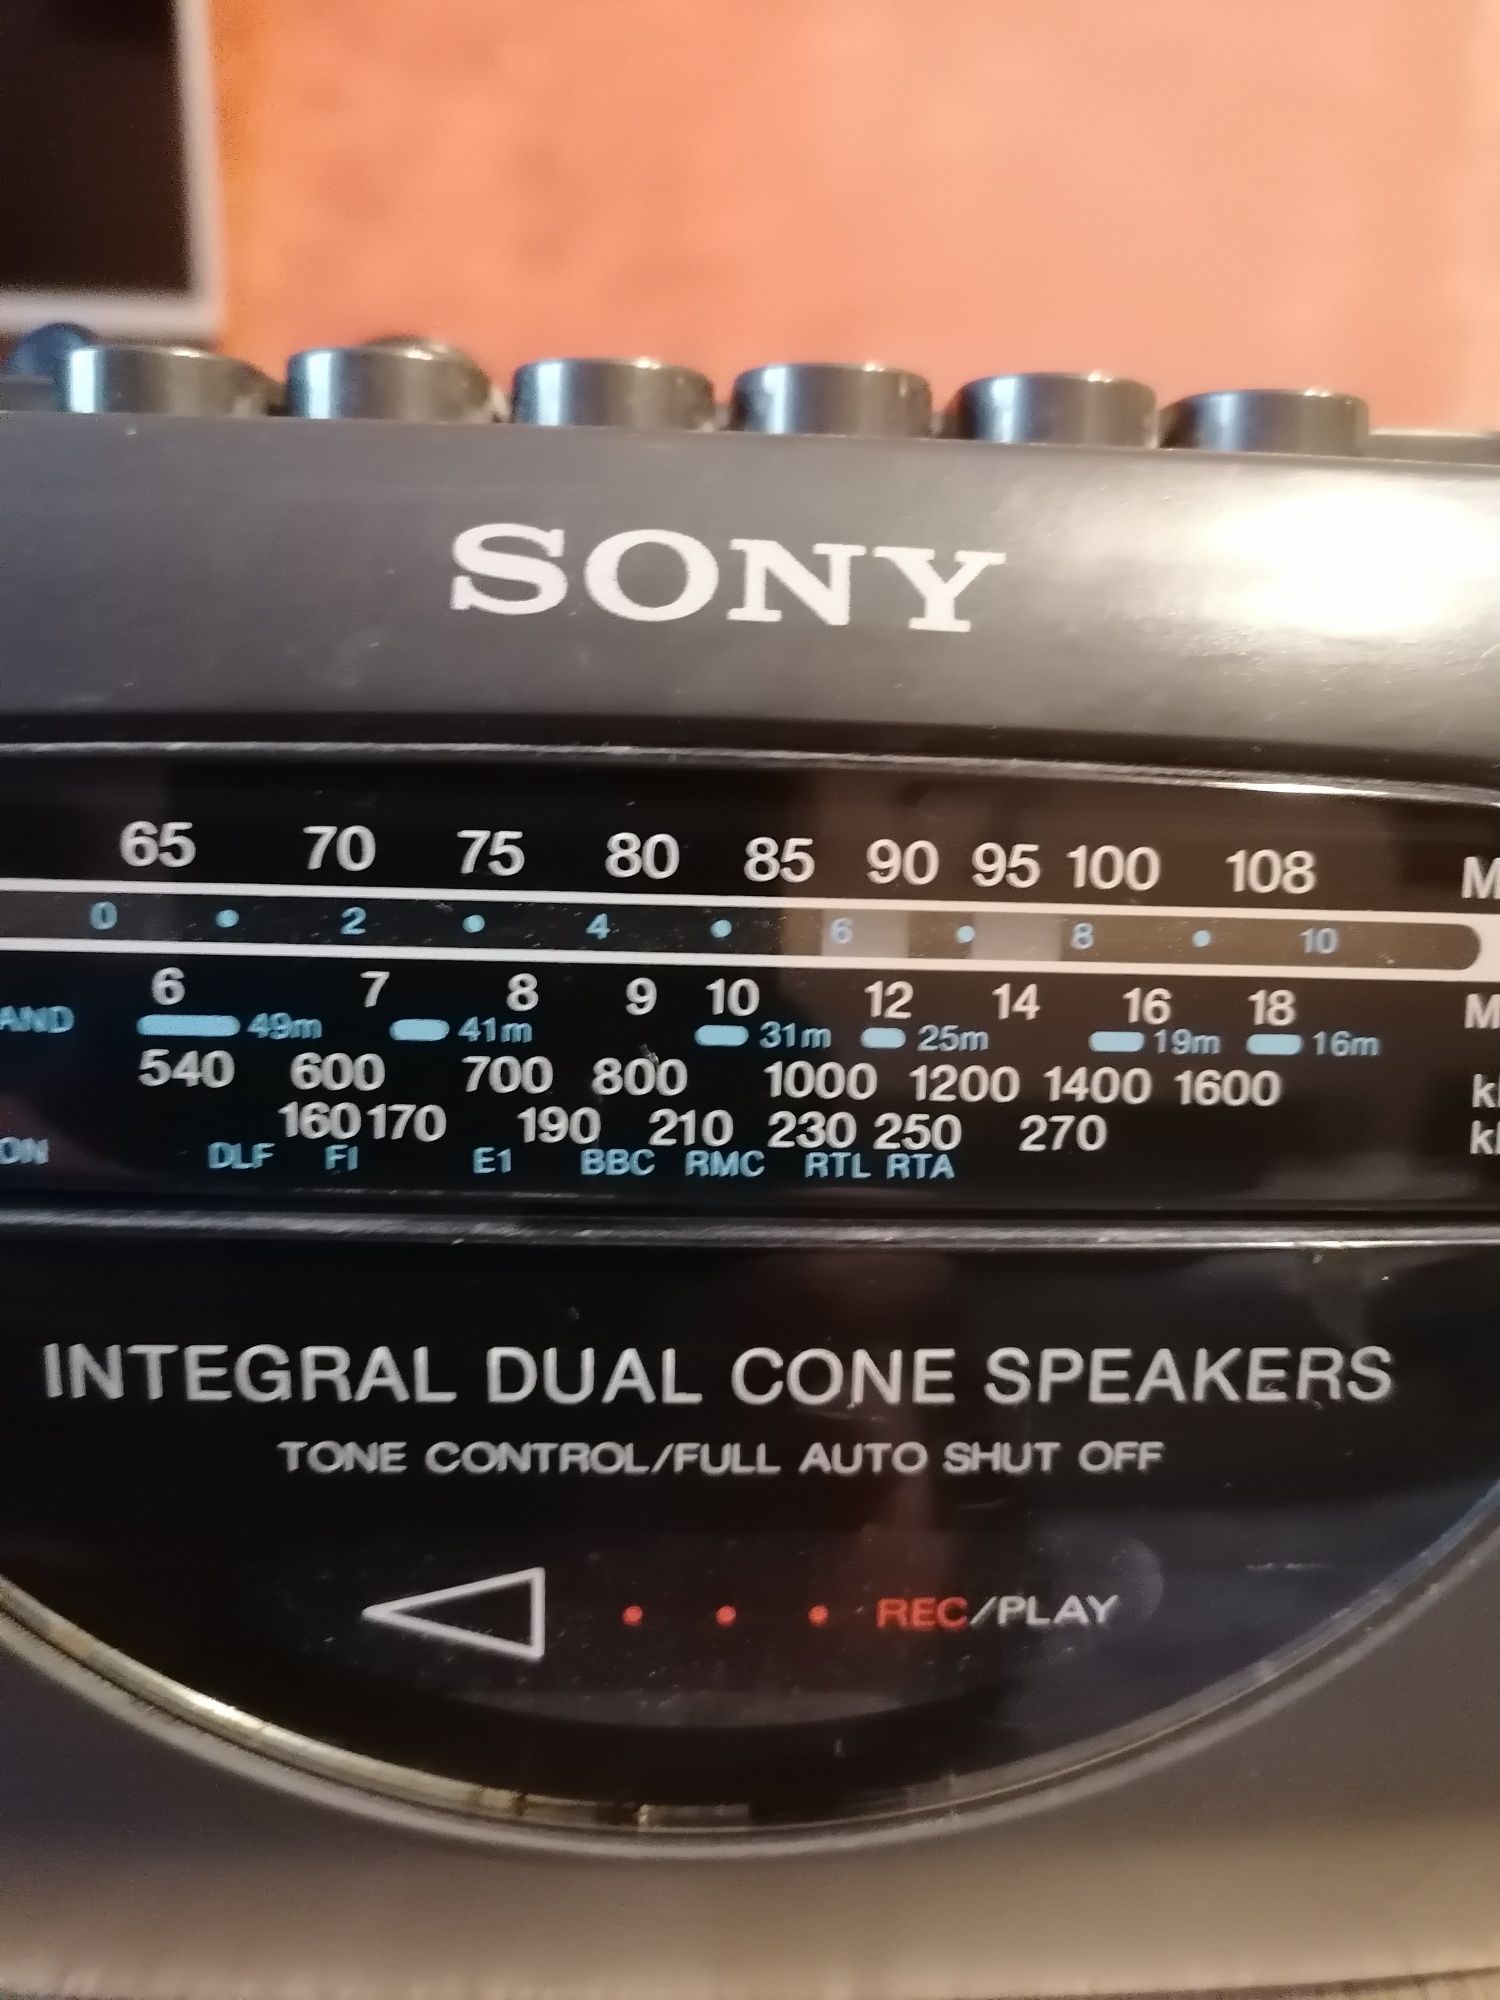 SONY
65 70 75 80 85 90 95 100 108 M
0 • 2 • 4 • 6 • 8 • 10
6 7 8 9 10 12 14 16 18 M
AND 49m 41m 31m 25m 19m 16m
540 600 700 800 1000 1200 1400 1600 k
160 170 190 210 230 250 270 k
ON DLF FI E1 BBC RMC RTL RTA
INTEGRAL DUAL CONE SPEAKERS
TONE CONTROL/FULL AUTO SHUT OFF
• • • REC/PLAY